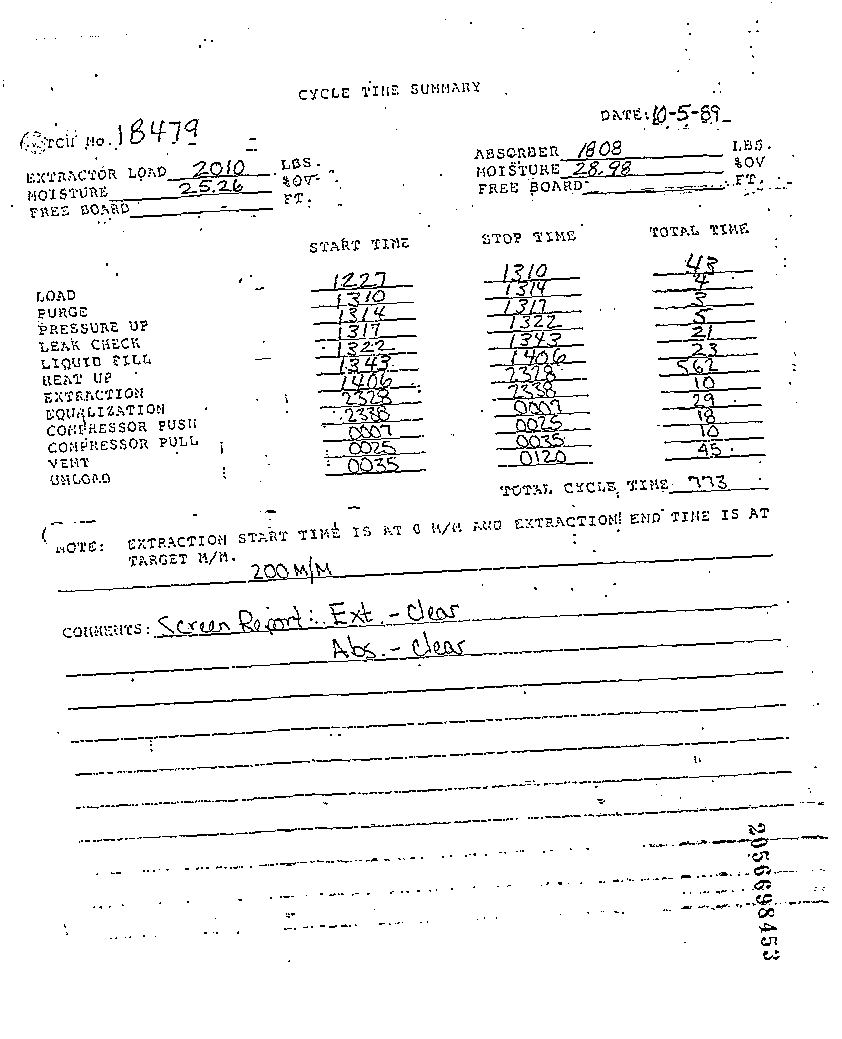 CYCLE TIME SUMMARY
DATE: 10-5-89
BATCH NO. 18479
EXTRACTOR LOAD 2010 LBS.
MOISTURE 25.26 %OV
FREE BOARD - FT.
ABSORBER 1808 LBS.
MOISTURE 28.98 %OV
FREE BOARD FT.
START TIME STOP TIME TOTAL TIME
LOAD 1227 1310 43
PURGE 1310 1314 4
PRESSURE UP 1314 1317 3
LEAK CHECK 1317 1322 5
LIQUID FILL 1322 1343 21
HEAT UP 1343 1406 23
EXTRACTION 1406 2328 562
EQUALIZATION 2328 2338 10
COMPRESSOR PUSH 2338 0007 29
COMPRESSOR PULL 0007 0025 18
VENT 0025 0035 10
UNLOAD 0035 0120 45
TOTAL CYCLE TIME 773
NOTE: EXTRACTION START TIME IS AT 0 M/M AND EXTRACTION END TIME IS AT
TARGET M/M.
200 M/M
COMMENTS: Screen Report: Ext. - Clear
Abs. - Clear
2056698453